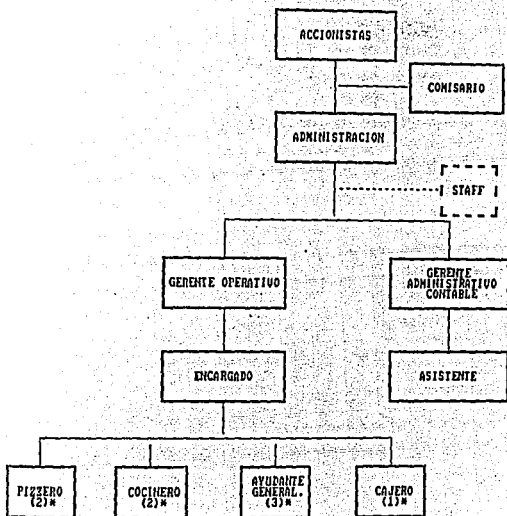 ACCIONISTAS
COMISARIO
ADMINISTRACION
STAFF
GERENTE OPERATIVO
GERENTE
ADMINISTRATIVO
CONTABLE
ENCARGADO
ASISTENTE
PIZZERO
(2)*
COCINERO
(2)*
AYUDANTE
GENERAL.
(3)*
CAJERO
(1)*